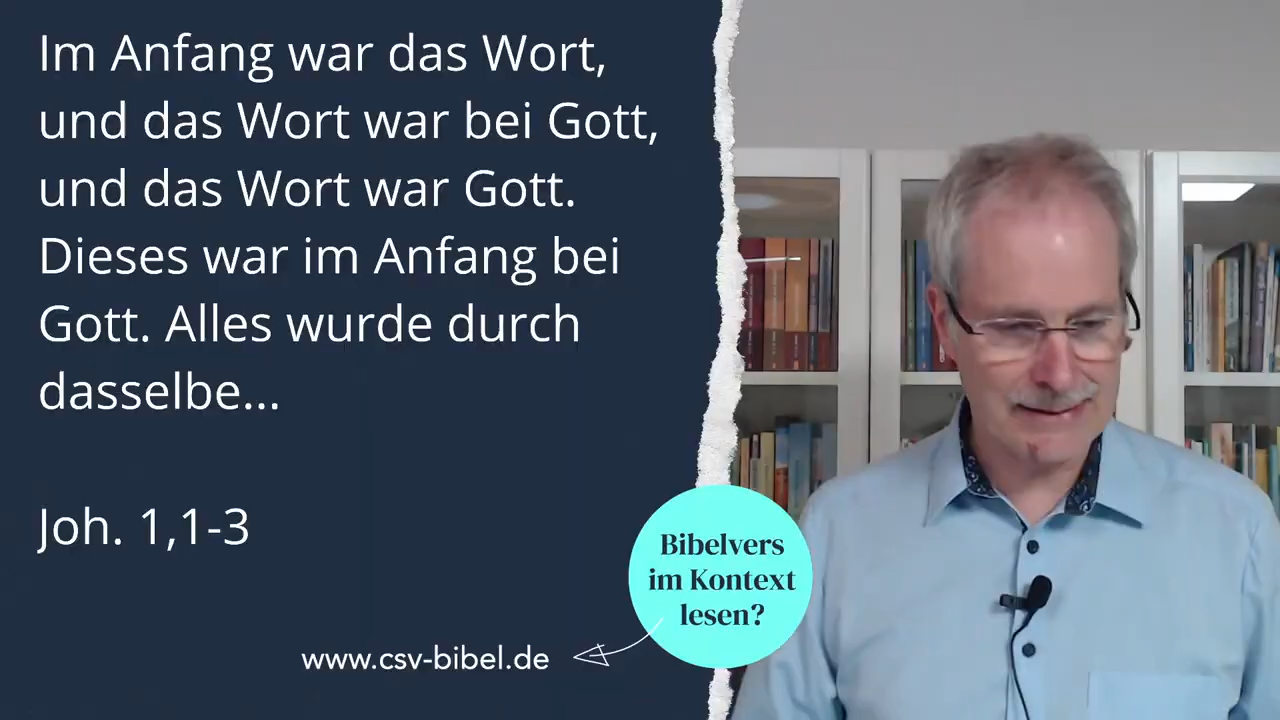 Im Anfang war das Wort,
und das Wort war bei Gott,
und das Wort war Gott.
Dieses war im Anfang bei
Gott. Alles wurde durch
dasselbe...
Joh. 1,1-3
Bibelvers
im Kontext
lesen?
www.csv-bibel.de